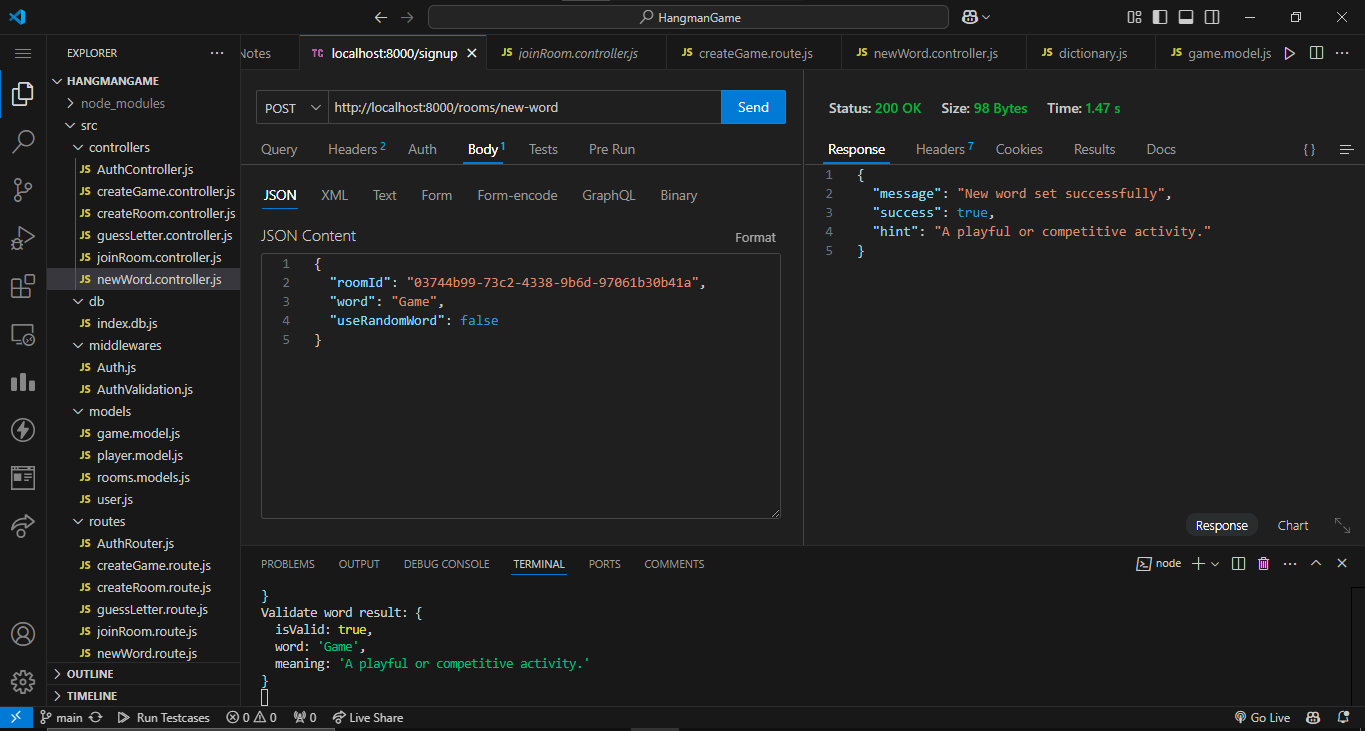 HangmanGame
EXPLORER
HANGMANGAME
node_modules
src
controllers
JS AuthController.js
JS createGame.controller.js
JS createRoom.controller.js
JS guessLetter.controller.js
JS joinRoom.controller.js
JS newWord.controller.js
db
JS index.db.js
middlewares
JS Auth.js
JS AuthValidation.js
models
JS game.model.js
JS player.model.js
JS rooms.models.js
JS user.js
routes
JS AuthRouter.js
JS createGame.route.js
JS createRoom.route.js
JS guessLetter.route.js
JS joinRoom.route.js
JS newWord.route.js
OUTLINE
TIMELINE
Notes
TC localhost:8000/signup
JS joinRoom.controller.js
JS createGame.route.js
JS newWord.controller.js
JS dictionary.js
JS game.model.js
POST http://localhost:8000/rooms/new-word Send
Query Headers 2 Auth Body 1 Tests Pre Run
JSON XML Text Form Form-encode GraphQL Binary
JSON Content Format
1 {
2 "roomId": "03744b99-73c2-4338-9b6d-97061b30b41a",
3 "word": "Game",
4 "useRandomWord": false
5 }
Status: 200 OK Size: 98 Bytes Time: 1.47 s
Response Headers 7 Cookies Results Docs { }
1 {
2 "message": "New word set successfully",
3 "success": true,
4 "hint": "A playful or competitive activity."
5 }
Response Chart
PROBLEMS OUTPUT DEBUG CONSOLE TERMINAL PORTS COMMENTS
node
}
Validate word result: {
isValid: true,
word: 'Game',
meaning: 'A playful or competitive activity.'
}
main Run Testcases 0 0 0 Live Share Go Live